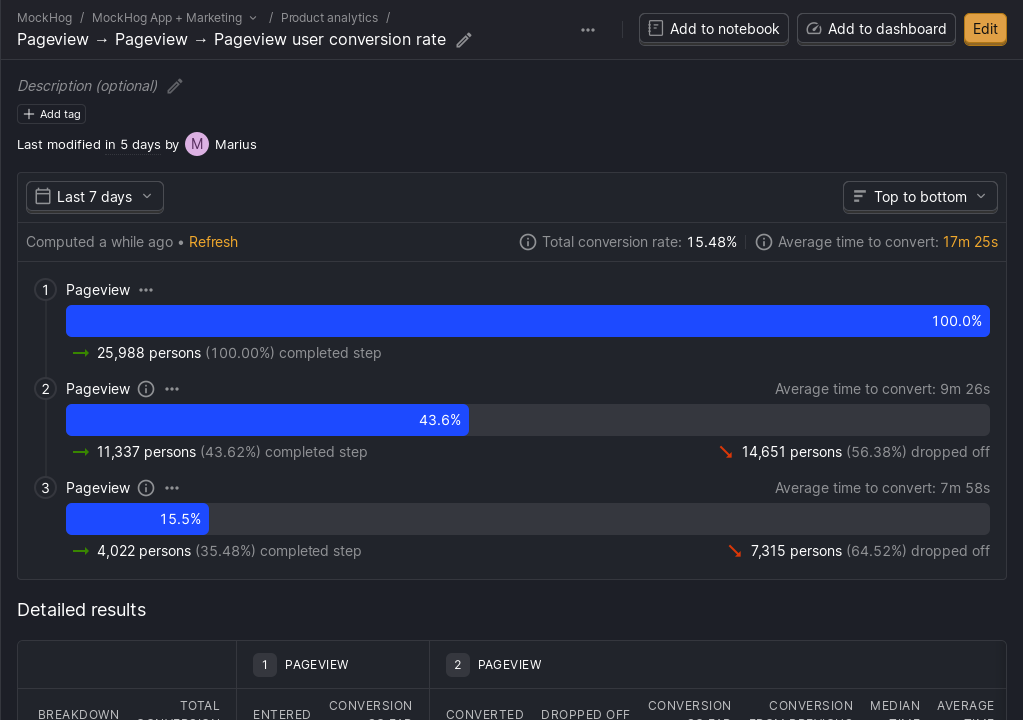 MockHog / MockHog App + Marketing / Product analytics /
Pageview → Pageview → Pageview user conversion rate
Add to notebook
Add to dashboard
Edit
Description (optional)
Add tag
Last modified in 5 days by M Marius
Last 7 days
Top to bottom
Computed a while ago • Refresh
Total conversion rate: 15.48%
Average time to convert: 17m 25s
1 Pageview
100.0%
25,988 persons (100.00%) completed step
2 Pageview
Average time to convert: 9m 26s
43.6%
11,337 persons (43.62%) completed step
14,651 persons (56.38%) dropped off
3 Pageview
Average time to convert: 7m 58s
15.5%
4,022 persons (35.48%) completed step
7,315 persons (64.52%) dropped off
Detailed results
1 PAGEVIEW
2 PAGEVIEW
TOTAL
CONVERSION
CONVERSION
CONVERSION
MEDIAN
AVERAGE
BREAKDOWN
ENTERED
CONVERTED
DROPPED OFF